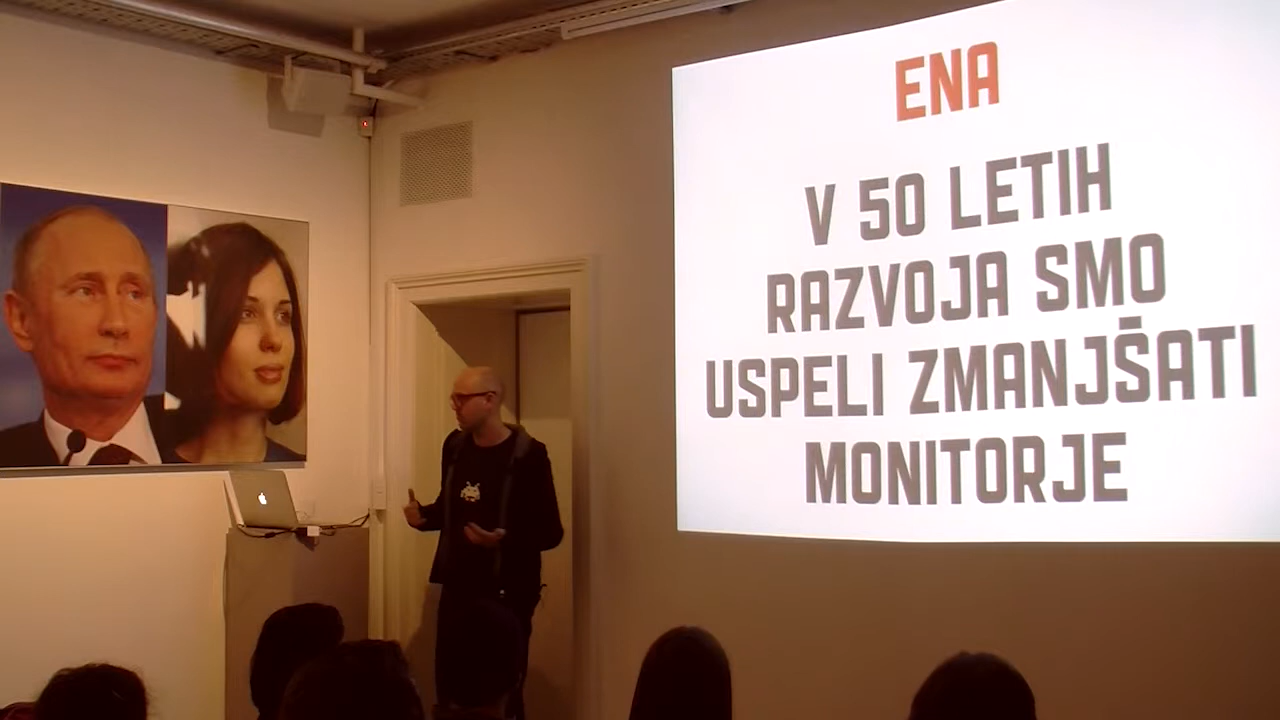 ENA
V 50 LETIH
RAZVOJA SMO
USPELI ZMANJŠATI
MONITORJE